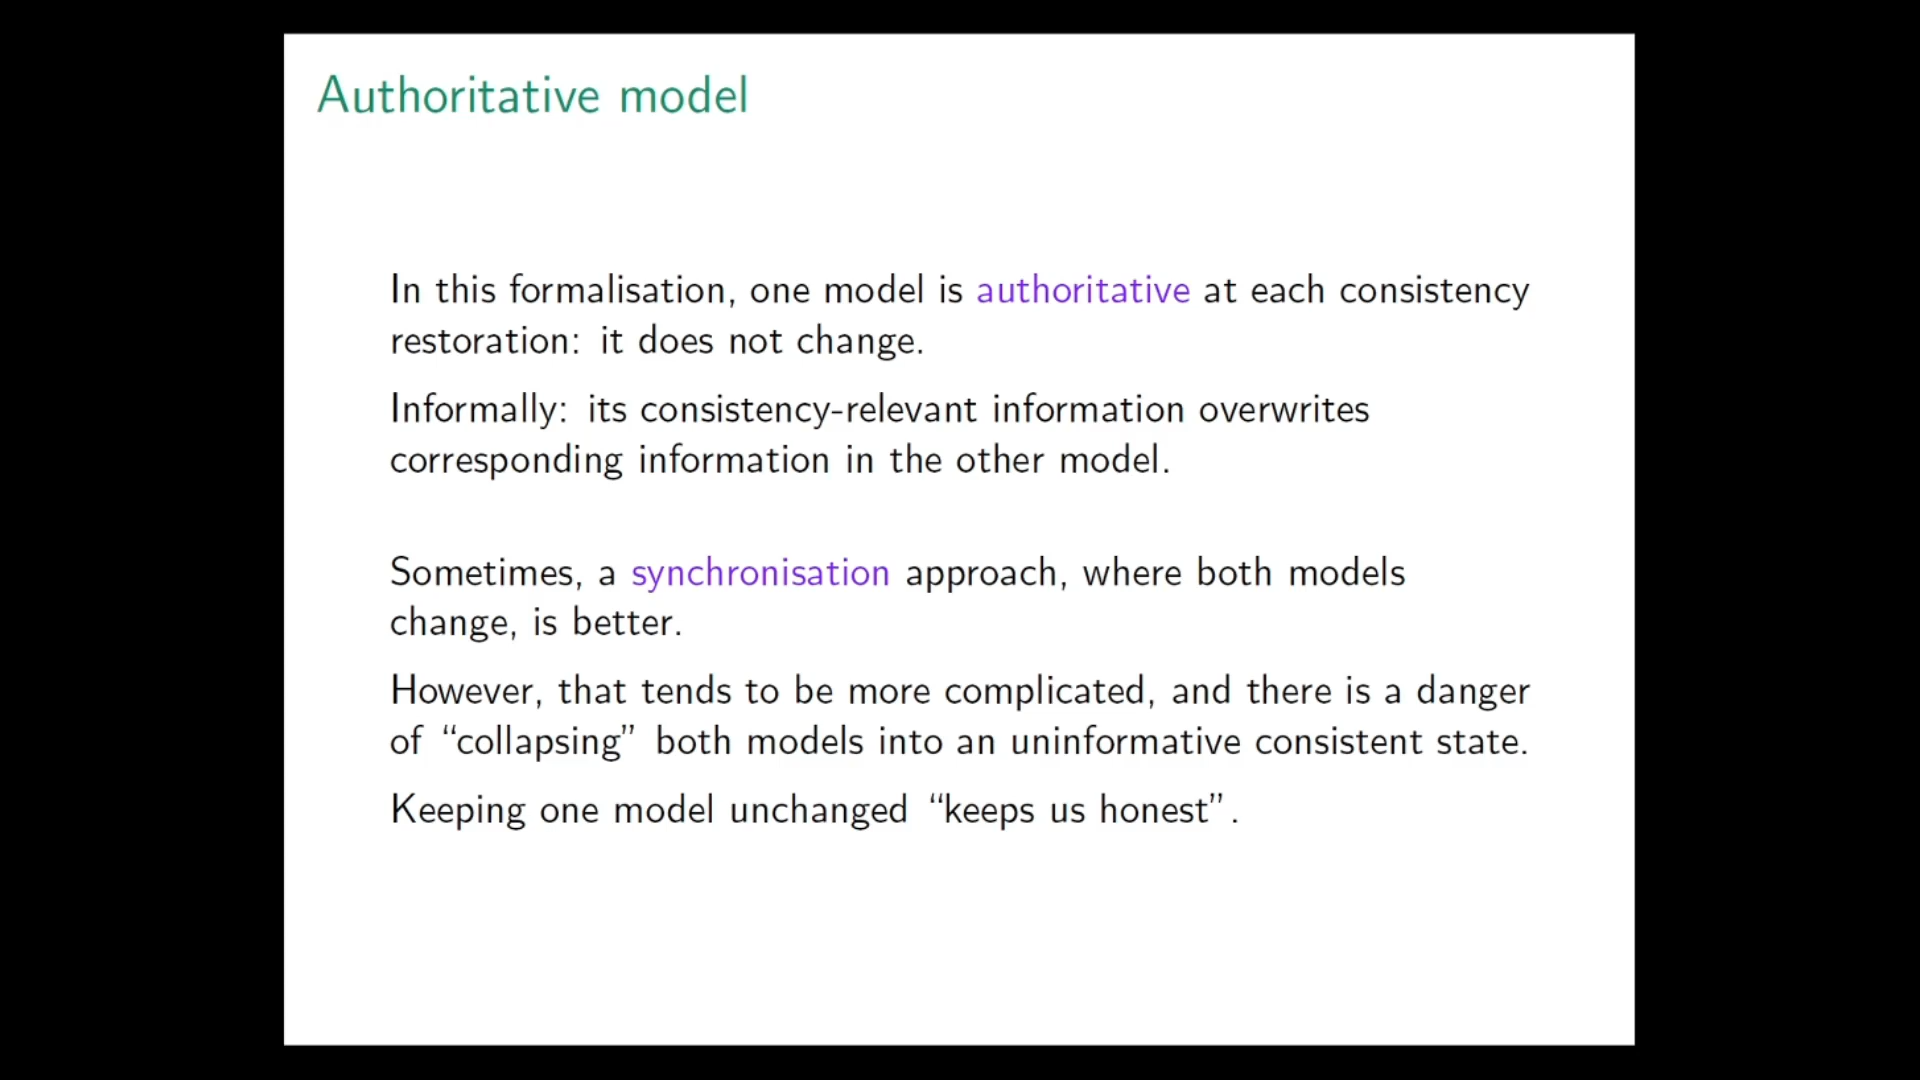 Authoritative model
In this formalisation, one model is authoritative at each consistency
restoration: it does not change.
Informally: its consistency-relevant information overwrites
corresponding information in the other model.
Sometimes, a synchronisation approach, where both models
change, is better.
However, that tends to be more complicated, and there is a danger
of “collapsing” both models into an uninformative consistent state.
Keeping one model unchanged “keeps us honest”.